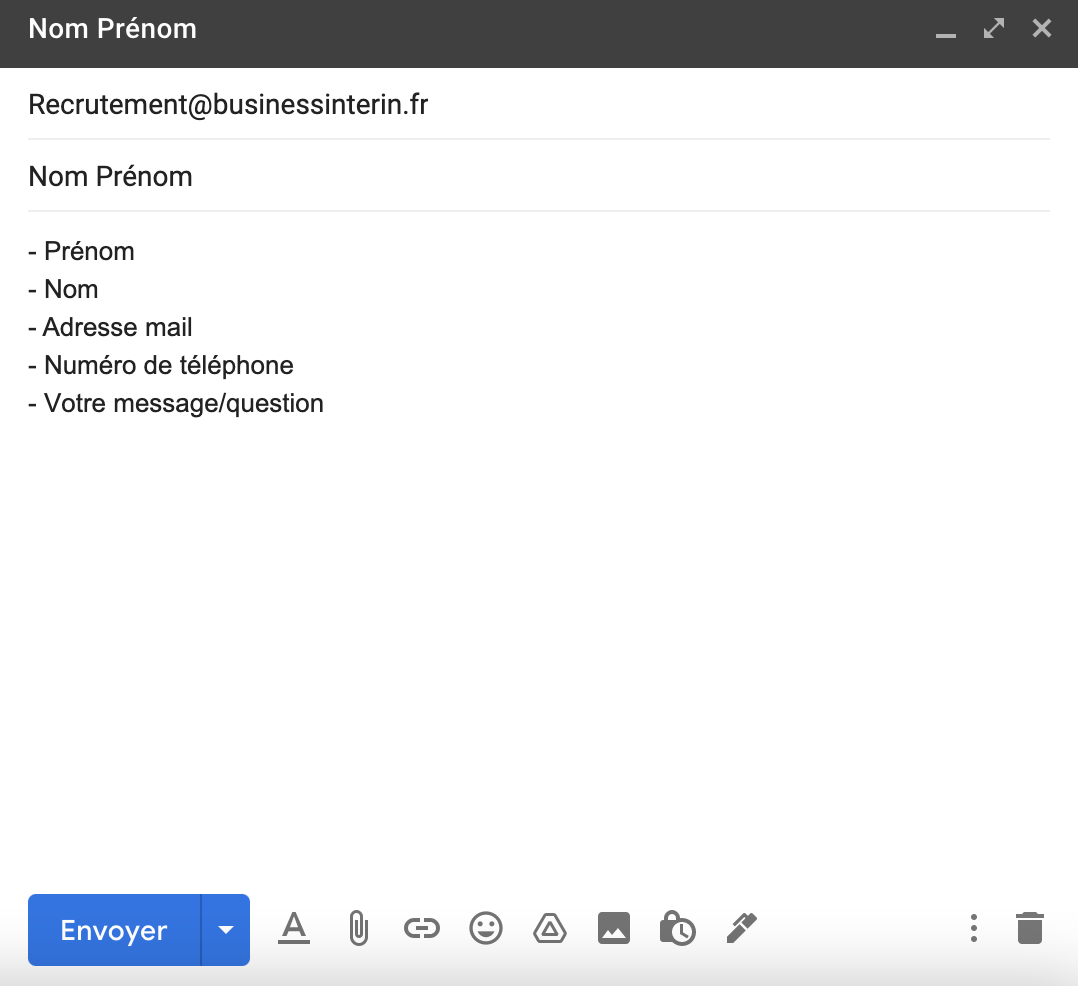 Nom Prénom
Recrutement@businessinterin.fr
Nom Prénom
- Prénom
- Nom
- Adresse mail
- Numéro de téléphone
- Votre message/question
Envoyer